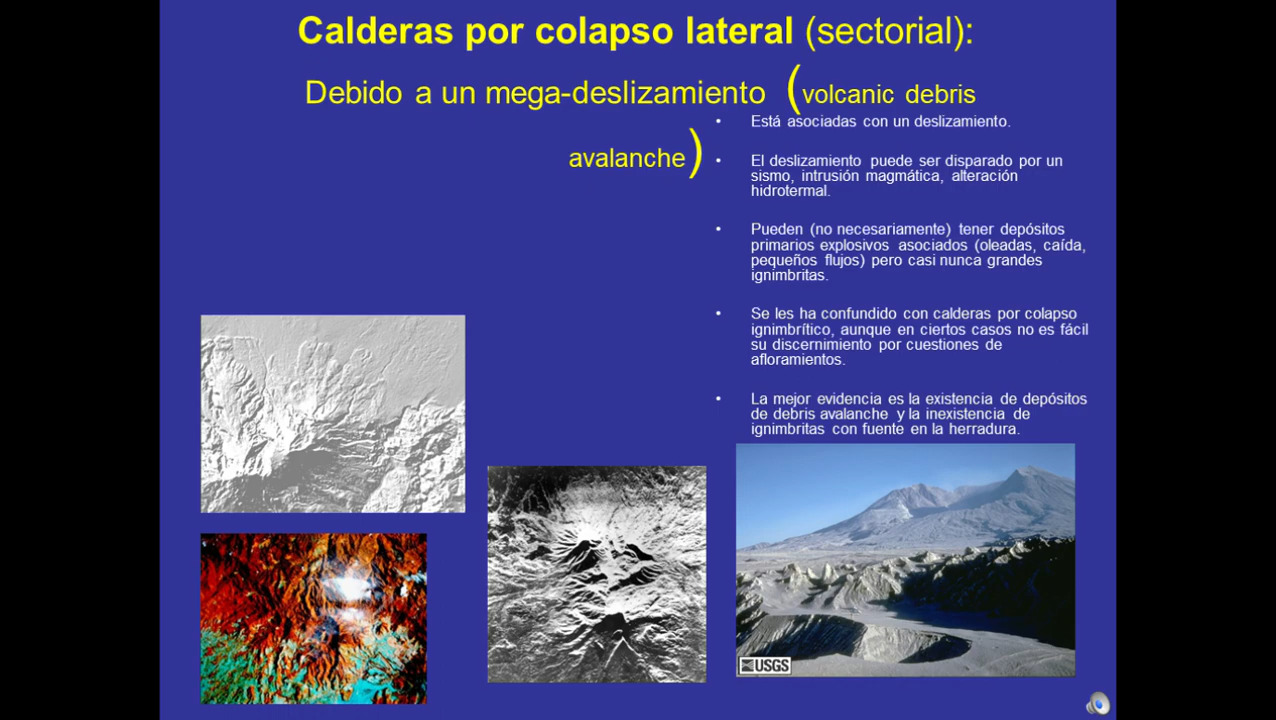 Calderas por colapso lateral (sectorial):
Debido a un mega-deslizamiento (volcanic debris
avalanche)
• Está asociadas con un deslizamiento.
• El deslizamiento puede ser disparado por un
sismo, intrusión magmática, alteración
hidrotermal.
• Pueden (no necesariamente) tener depósitos
primarios explosivos asociados (oleadas, caída,
pequeños flujos) pero casi nunca grandes
ignimbritas.
• Se les ha confundido con calderas por colapso
ignimbrítico, aunque en ciertos casos no es fácil
su discernimiento por cuestiones de
afloramientos.
• La mejor evidencia es la existencia de depósitos
de debris avalanche y la inexistencia de
ignimbritas con fuente en la herradura.
USGS